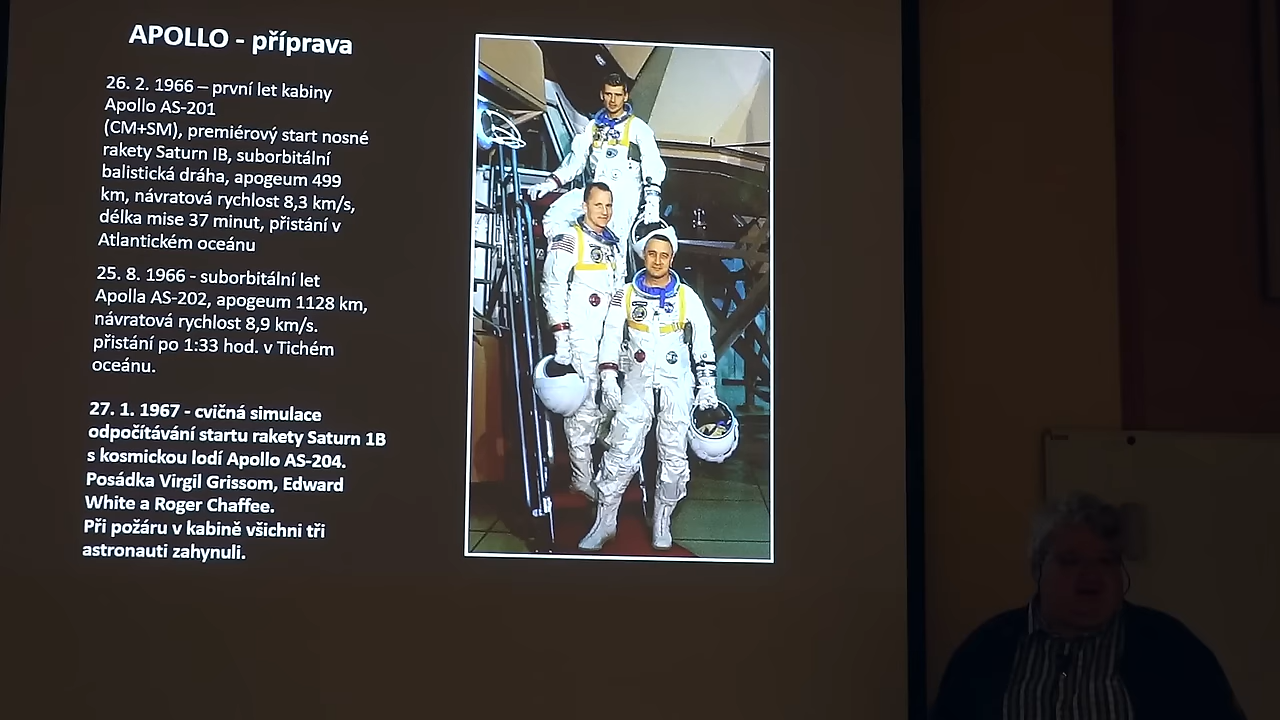 APOLLO - příprava
26. 2. 1966 – první let kabiny
Apollo AS-201
(CM+SM), premiérový start nosné
rakety Saturn IB, suborbitální
balistická dráha, apogeum 499
km, návratová rychlost 8,3 km/s,
délka mise 37 minut, přistání v
Atlantickém oceánu
25. 8. 1966 - suborbitální let
Apolla AS-202, apogeum 1128 km,
návratová rychlost 8,9 km/s.
přistání po 1:33 hod. v Tichém
oceánu.
27. 1. 1967 - cvičná simulace
odpočítávání startu rakety Saturn 1B
s kosmickou lodí Apollo AS-204.
Posádka Virgil Grissom, Edward
White a Roger Chaffee.
Při požáru v kabině všichni tři
astronauti zahynuli.